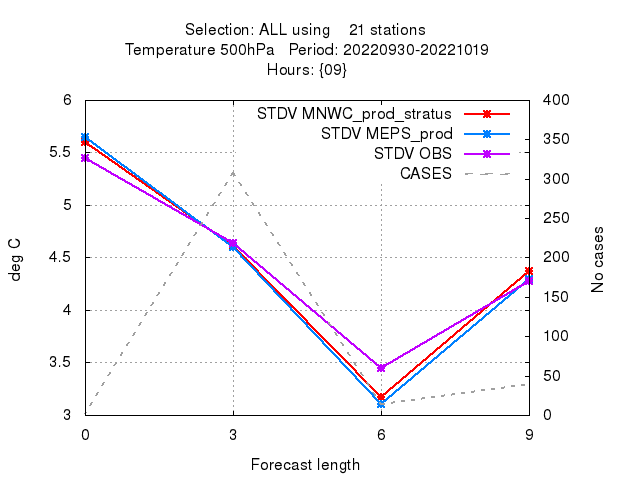 Selection: ALL using    21 stations
Temperature 500hPa   Period: 20220930-20221019
Hours: {09}
STDV MNWC_prod_stratus
STDV MEPS_prod
STDV OBS
CASES
deg C
6
5.5
5
4.5
4
3.5
3
400
350
300
250
200
150
100
50
0
No cases
0 3 6 9
Forecast length